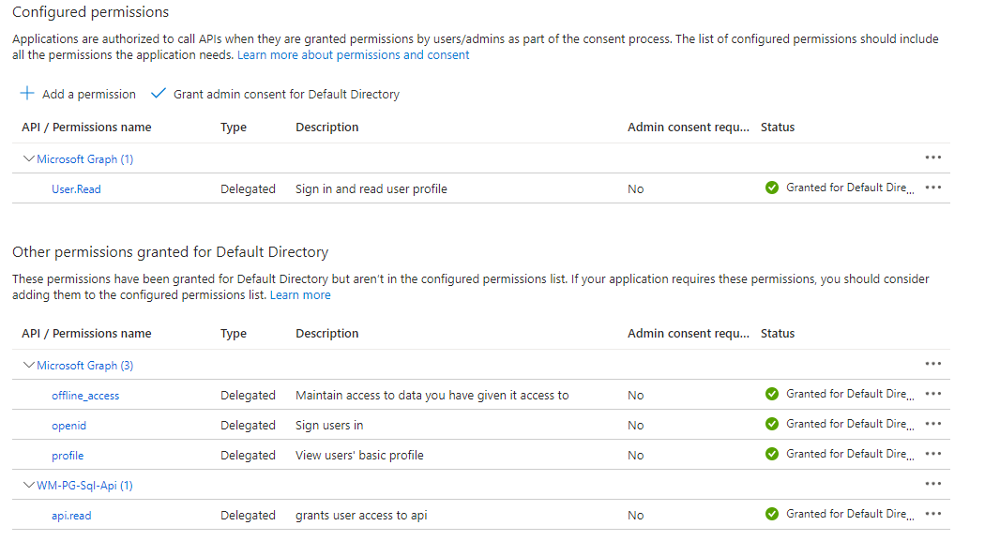 Configured permissions
Applications are authorized to call APIs when they are granted permissions by users/admins as part of the consent process. The list of configured permissions should include
all the permissions the application needs. Learn more about permissions and consent
Add a permission Grant admin consent for Default Directory
API / Permissions name Type Description Admin consent requ... Status
Microsoft Graph (1) ...
User.Read Delegated Sign in and read user profile No Granted for Default Dire... ...
Other permissions granted for Default Directory
These permissions have been granted for Default Directory but aren't in the configured permissions list. If your application requires these permissions, you should consider
adding them to the configured permissions list. Learn more
API / Permissions name Type Description Admin consent requ... Status
Microsoft Graph (3) ...
offline_access Delegated Maintain access to data you have given it access to No Granted for Default Dire... ...
openid Delegated Sign users in No Granted for Default Dire... ...
profile Delegated View users' basic profile No Granted for Default Dire... ...
WM-PG-Sql-Api (1) ...
api.read Delegated grants user access to api No Granted for Default Dire... ...